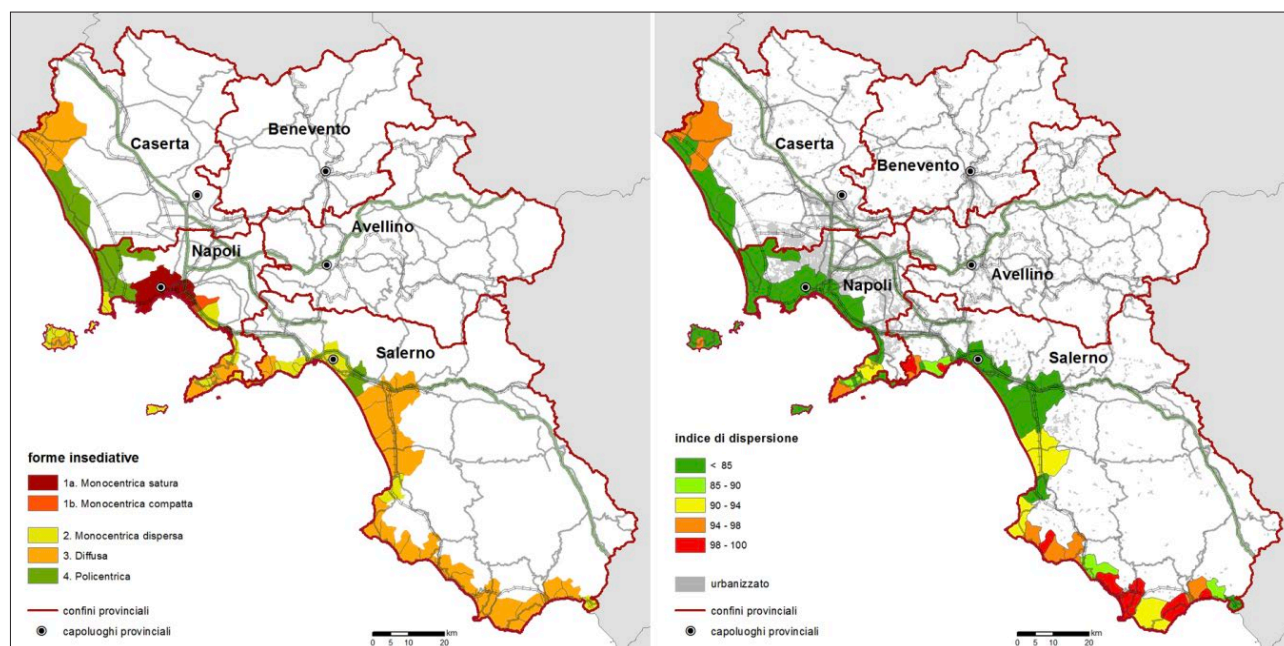 Benevento
Caserta
Avellino
Napoli
Salerno
forme insediative
1a. Monocentrica satura
1b. Monocentrica compatta
2. Monocentrica dispersa
3. Diffusa
4. Policentrica
confini provinciali
capoluoghi provinciali
km
0 5 10 20
Caserta
Benevento
Avellino
Napoli
Salerno
indice di dispersione
< 85
85 - 90
90 - 94
94 - 98
98 - 100
urbanizzato
confini provinciali
capoluoghi provinciali
km
0 5 10 20